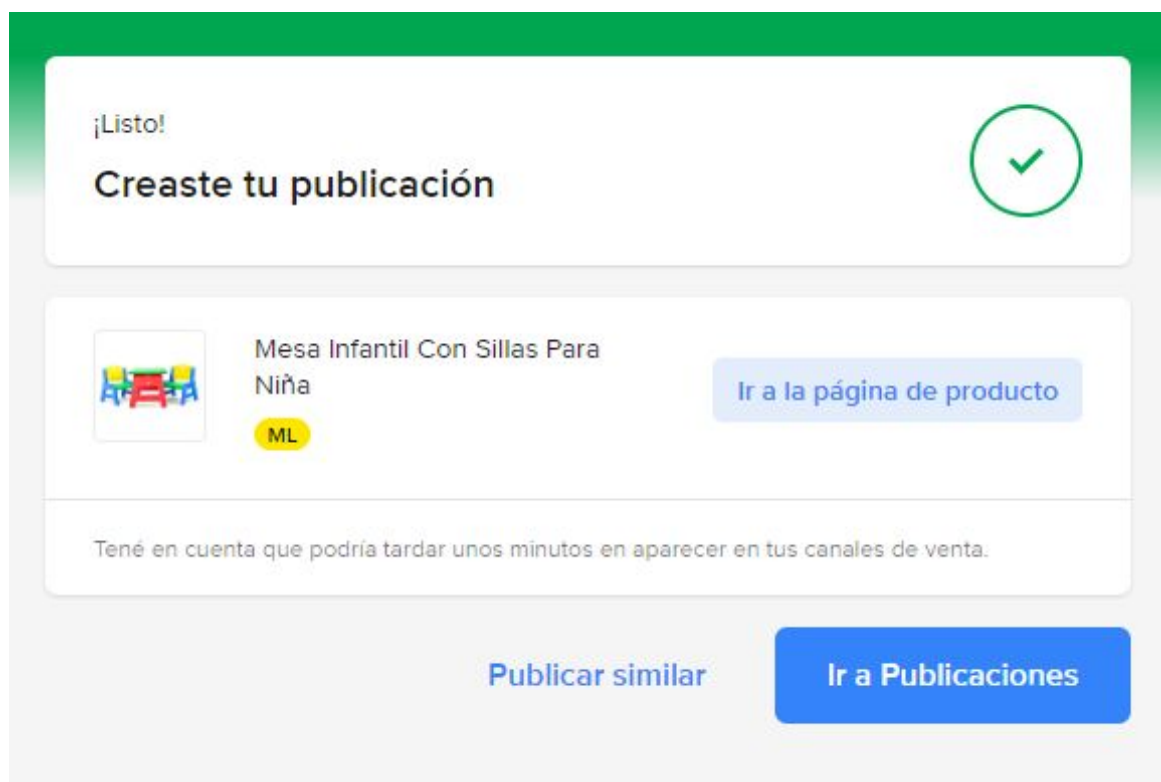 ¡Listo!
Creaste tu publicación
Mesa Infantil Con Sillas Para
Niña
ML
Ir a la página de producto
Tené en cuenta que podría tardar unos minutos en aparecer en tus canales de venta.
Publicar similar
Ir a Publicaciones